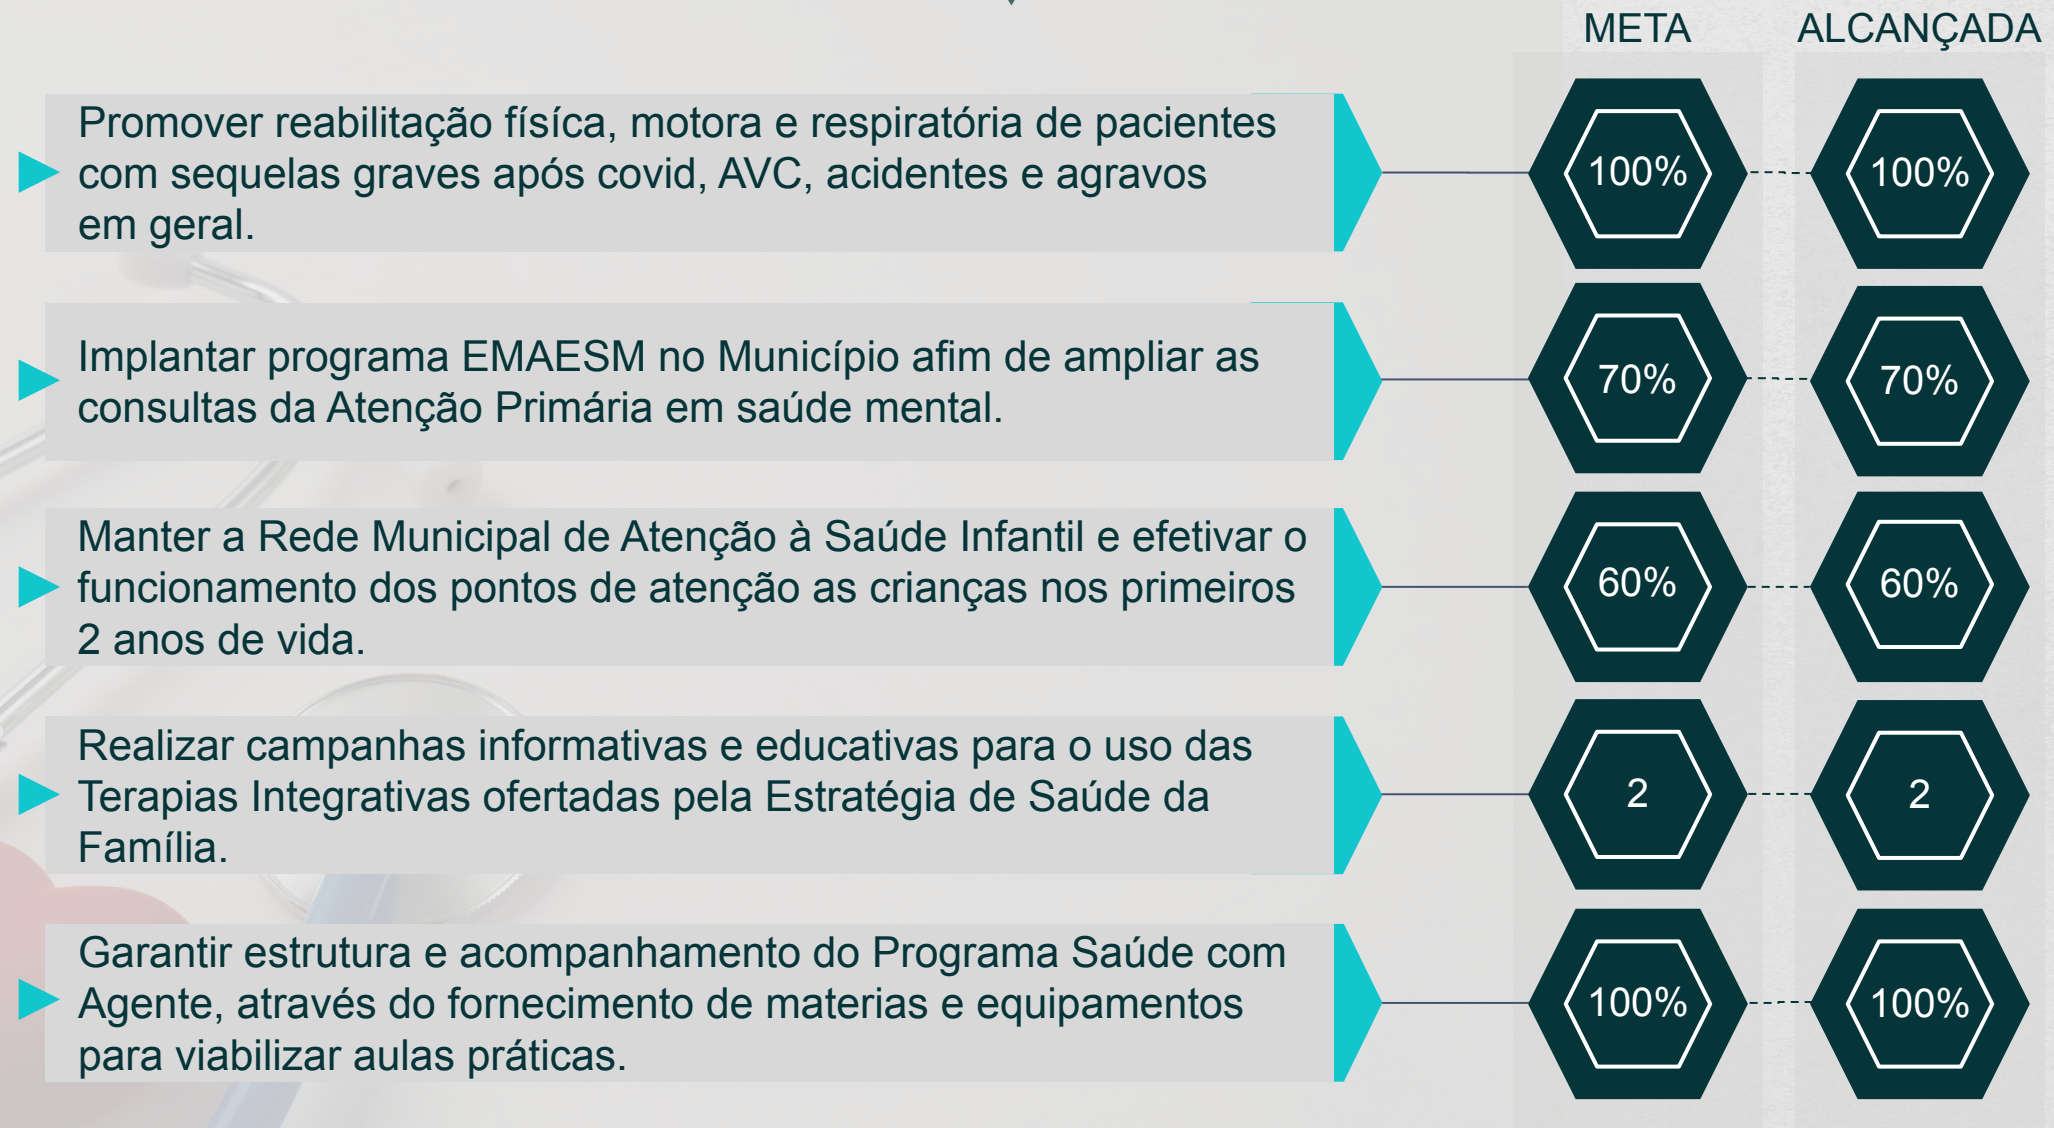 META ALCANÇADA
Promover reabilitação físíca, motora e respiratória de pacientes
com sequelas graves após covid, AVC, acidentes e agravos
em geral.
100% 100%
Implantar programa EMAESM no Município afim de ampliar as
consultas da Atenção Primária em saúde mental.
70% 70%
Manter a Rede Municipal de Atenção à Saúde Infantil e efetivar o
funcionamento dos pontos de atenção as crianças nos primeiros
2 anos de vida.
60% 60%
Realizar campanhas informativas e educativas para o uso das
Terapias Integrativas ofertadas pela Estratégia de Saúde da
Família.
2 2
Garantir estrutura e acompanhamento do Programa Saúde com
Agente, através do fornecimento de materias e equipamentos
para viabilizar aulas práticas.
100% 100%